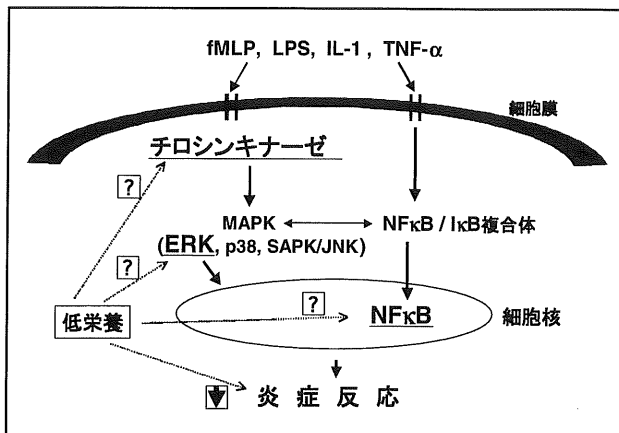 fMLP, LPS, IL-1 , TNF-α
細胞膜
チロシンキナーゼ
?
MAPK
NFκB / IκB複合体
(ERK, p38, SAPK/JNK)
?
?
低栄養
NFκB
細胞核
炎 症 反 応